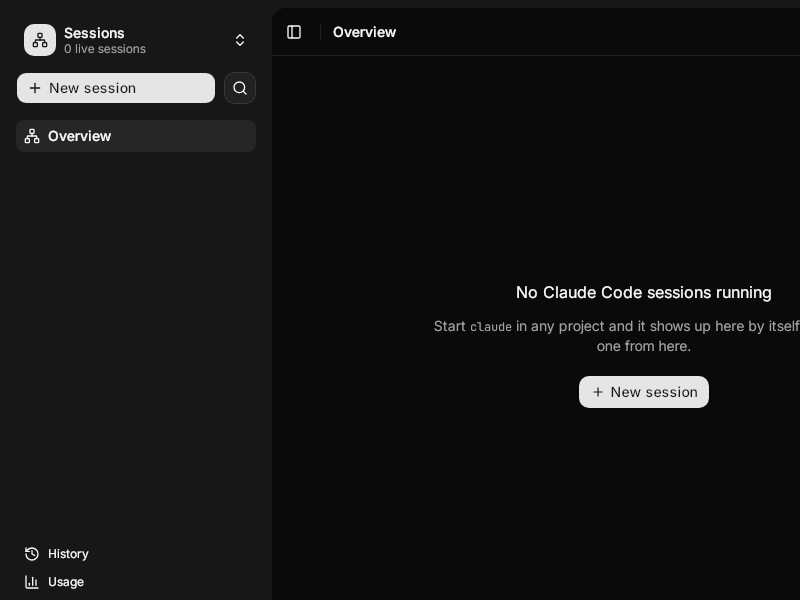 Sessions
0 live sessions
New session
Overview
History
Usage
Overview
No Claude Code sessions running
Start claude in any project and it shows up here by itself
one from here.
New session